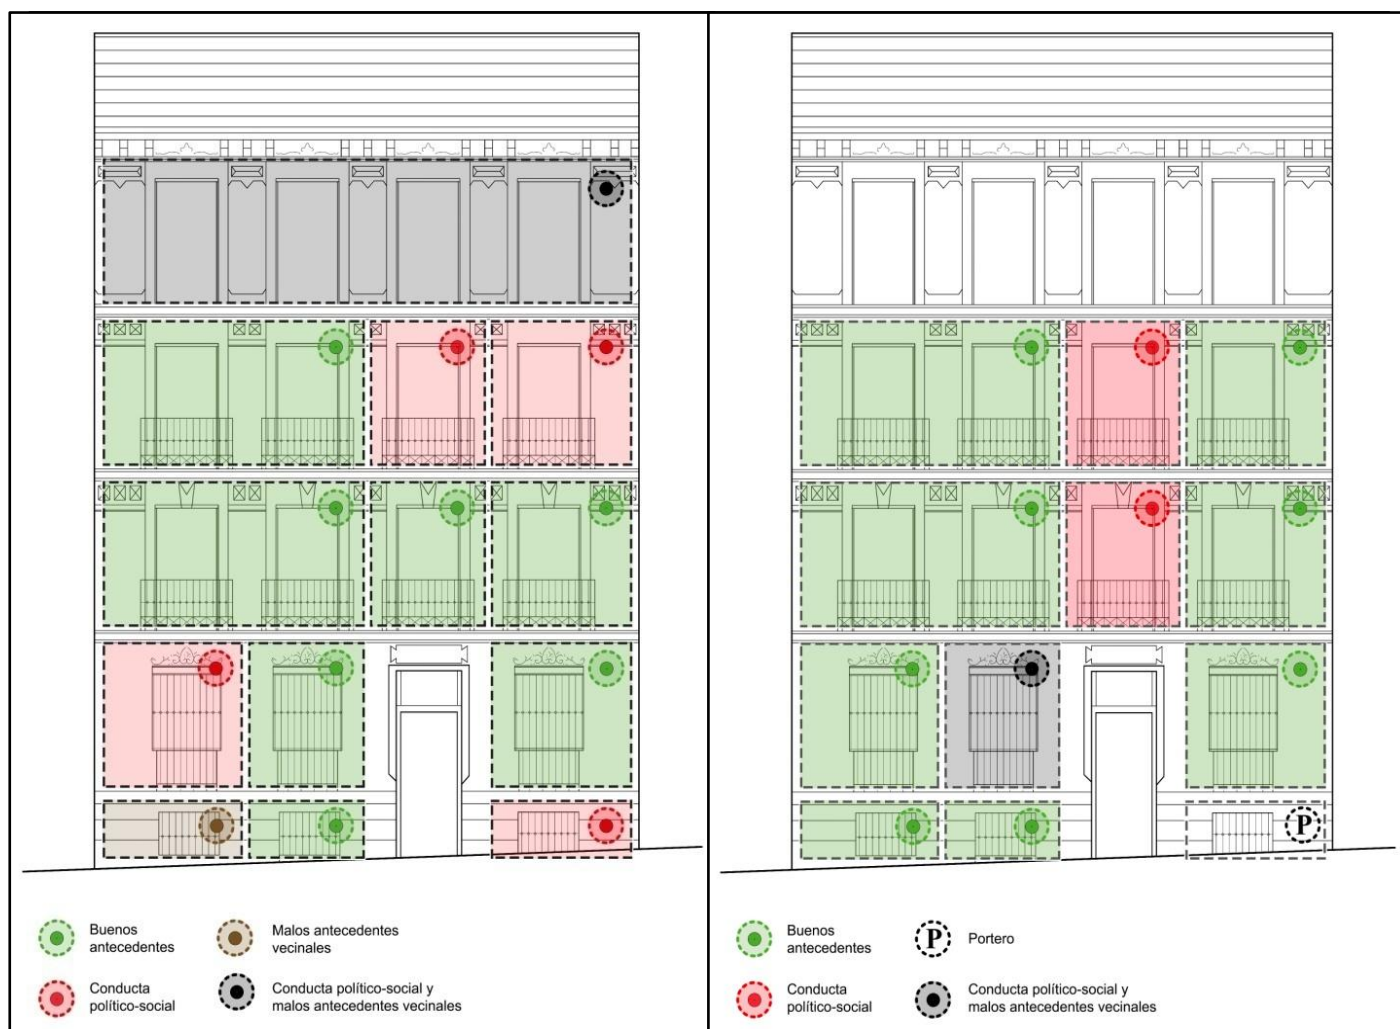 P
Buenos
antecedentes
Malos antecedentes
vecinales
Conducta
político-social
Conducta político-social y
malos antecedentes vecinales
Buenos
antecedentes
P
Portero
Conducta
político-social
Conducta político-social y
malos antecedentes vecinales